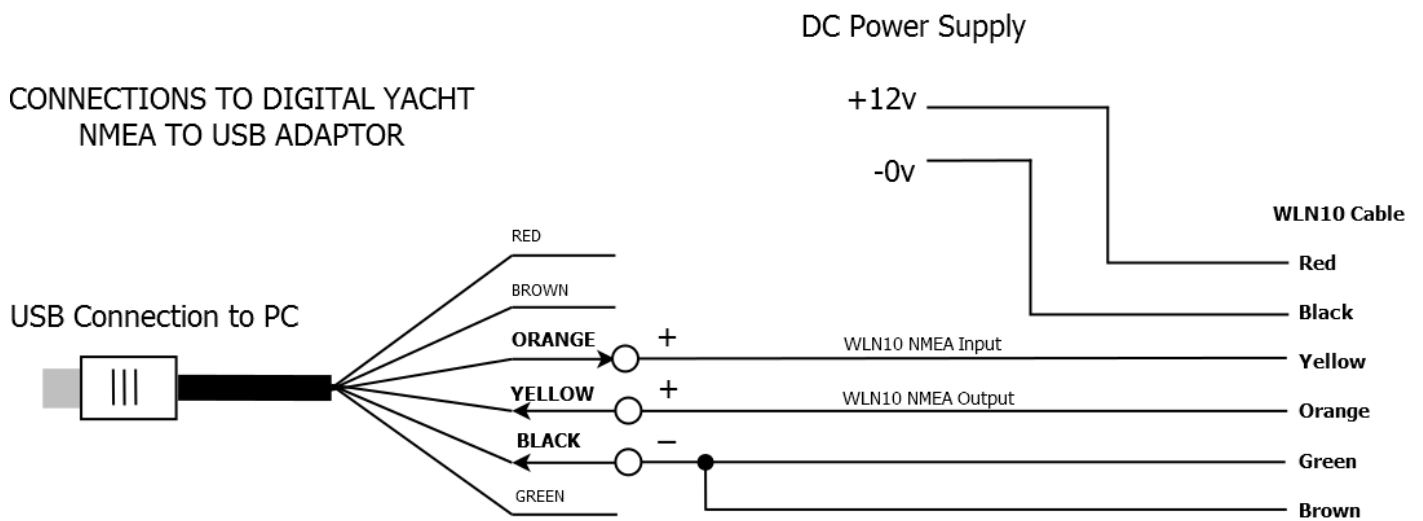 DC Power Supply
CONNECTIONS TO DIGITAL YACHT
NMEA TO USB ADAPTOR
+12v
-0v
WLN10 Cable
RED
Red
BROWN
USB Connection to PC
Black
ORANGE
+
WLN10 NMEA Input
Yellow
YELLOW
+
WLN10 NMEA Output
Orange
BLACK
–
Green
GREEN
Brown